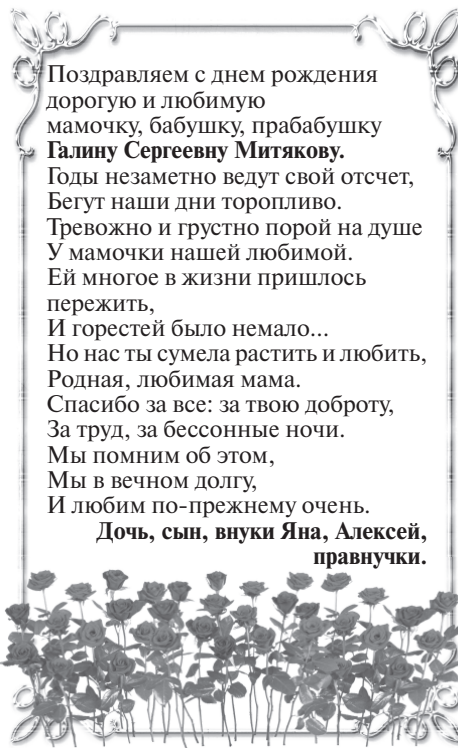 Поздравляем с днем рождения
дорогую и любимую
мамочку, бабушку, прабабушку
Галину Сергеевну Митякову.
Годы незаметно ведут свой отсчет,
Бегут наши дни торопливо.
Тревожно и грустно порой на душе
У мамочки нашей любимой.
Ей многое в жизни пришлось
пережить,
И горестей было немало...
Но нас ты сумела растить и любить,
Родная, любимая мама.
Спасибо за все: за твою доброту,
За труд, за бессонные ночи.
Мы помним об этом,
Мы в вечном долгу,
И любим по-прежнему очень.
Дочь, сын, внуки Яна, Алексей,
правнучки.